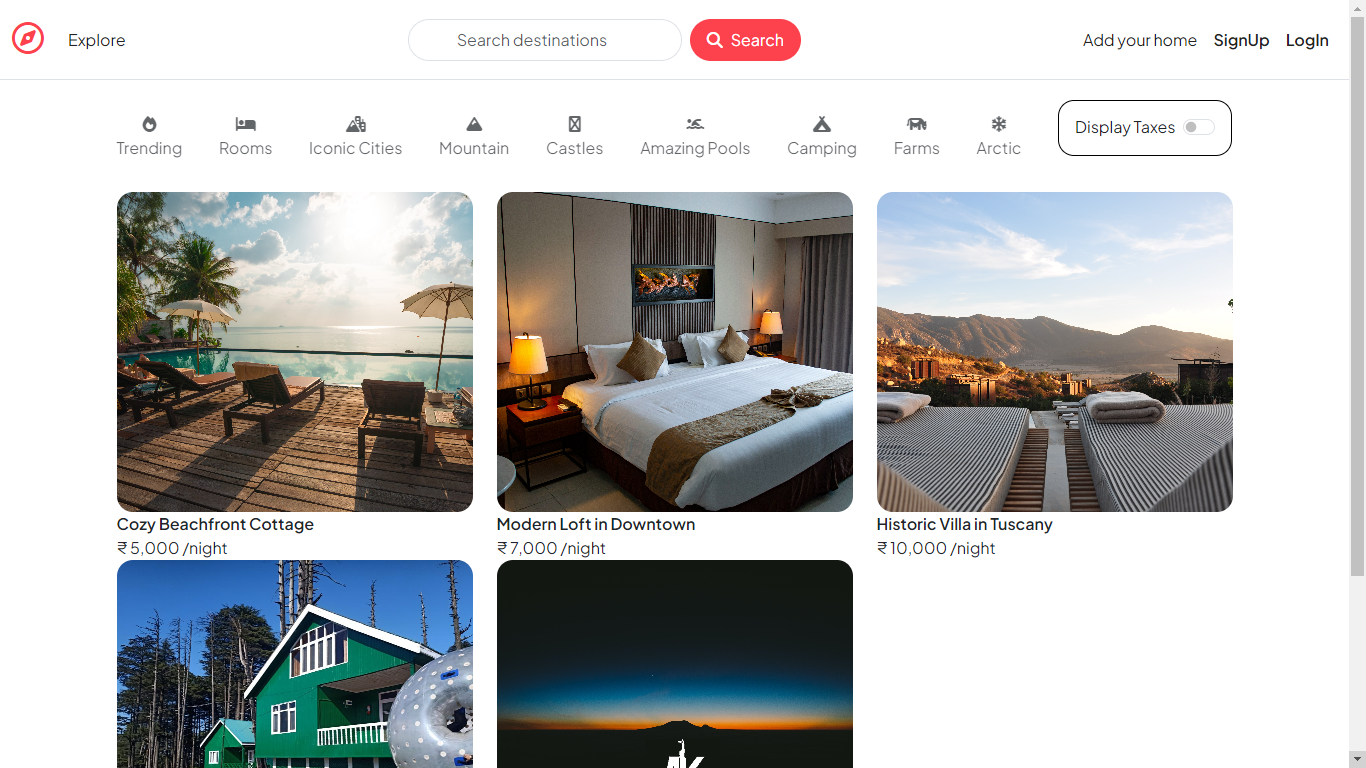 Explore
Search destinations
Search
Add your home
SignUp
LogIn
Trending
Rooms
Iconic Cities
Mountain
Castles
Amazing Pools
Camping
Farms
Arctic
Display Taxes
Cozy Beachfront Cottage
₹ 5,000 /night
Modern Loft in Downtown
₹ 7,000 /night
Historic Villa in Tuscany
₹ 10,000 /night